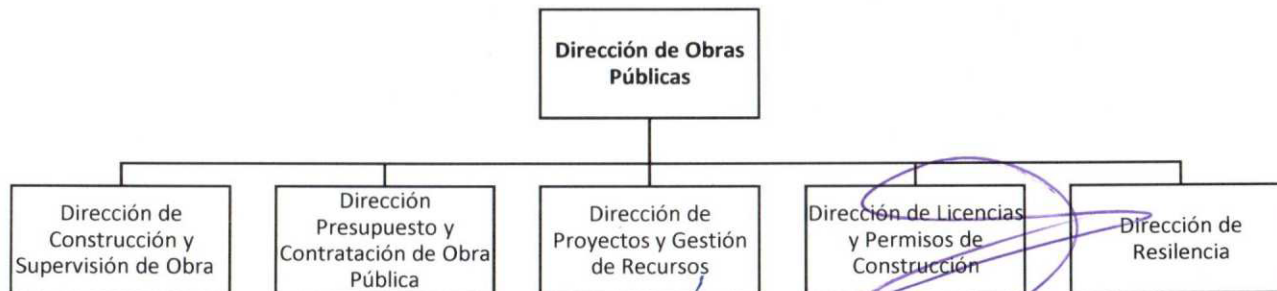 Dirección de Obras
Públicas
Dirección de
Construcción y
Supervisión de Obra
Dirección
Presupuesto y
Contratación de Obra
Pública
Dirección de
Proyectos y Gestión
de Recursos
Dirección de Licencias
y Permisos de
Construcción
Dirección de
Resilencia